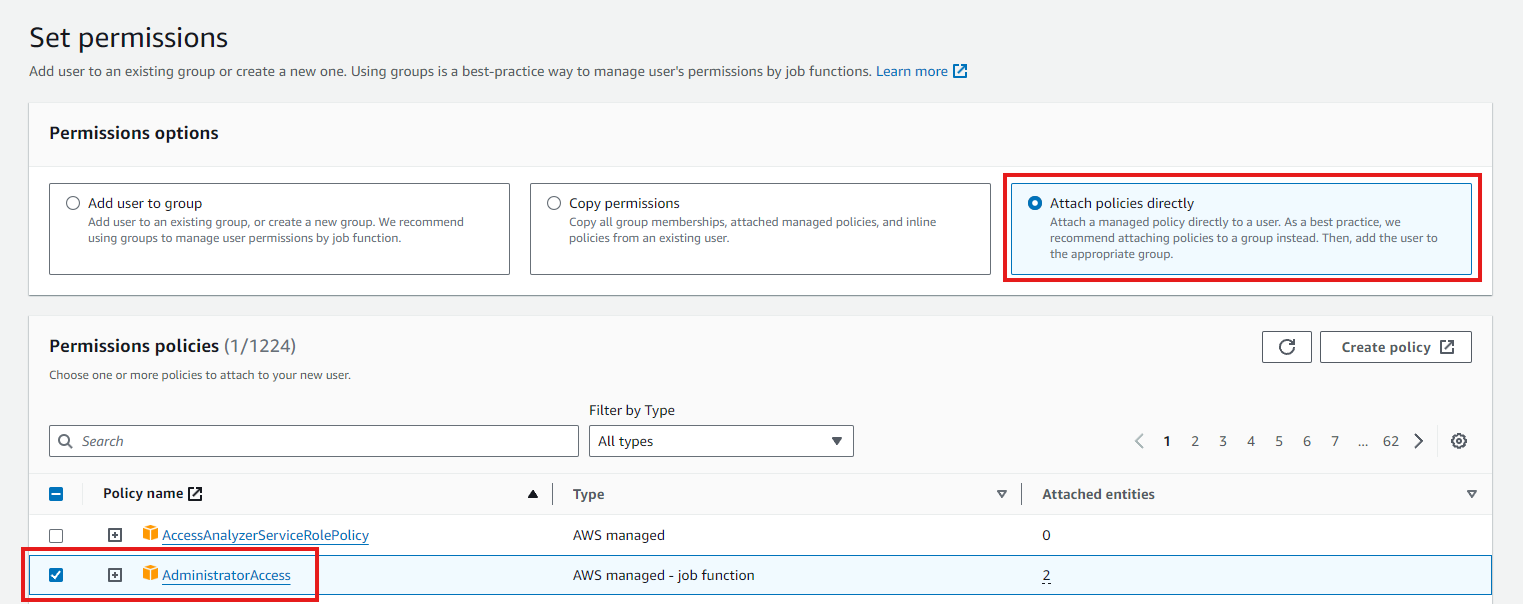 Set permissions
Add user to an existing group or create a new one. Using groups is a best-practice way to manage user's permissions by job functions. Learn more
Permissions options
Add user to group
Add user to an existing group, or create a new group. We recommend
using groups to manage user permissions by job function.
Copy permissions
Copy all group memberships, attached managed policies, and inline
policies from an existing user.
Attach policies directly
Attach a managed policy directly to a user. As a best practice, we
recommend attaching policies to a group instead. Then, add the user to
the appropriate group.
Permissions policies (1/1224)
Create policy
Choose one or more policies to attach to your new user.
Filter by Type
Search
All types
1 2 3 4 5 6 7 ... 62
Policy name Type Attached entities
AccessAnalyzerServiceRolePolicy AWS managed 0
AdministratorAccess AWS managed - job function 2